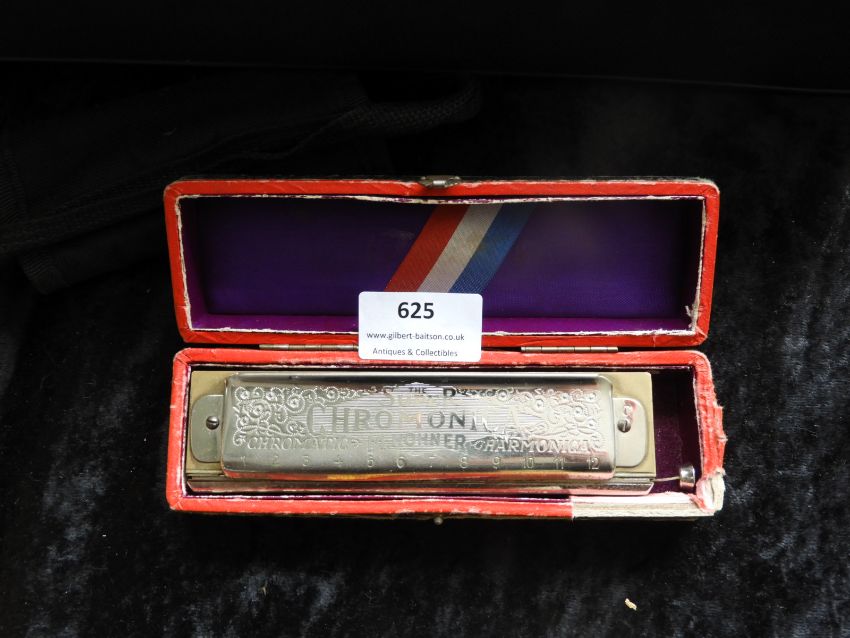 625
www.gilbert-baitson.co.uk
Antiques & Collectibles
THE
CHROMONICA
CHROMATIC HOHNER HARMONICA
1 2 3 4 5 6 7 8 9 10 11 12